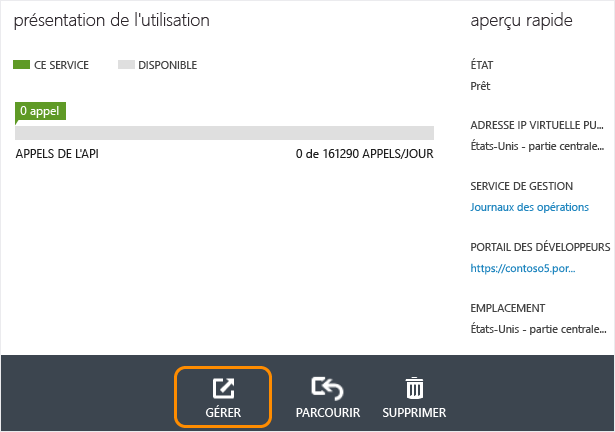 présentation de l'utilisation
CE SERVICE
DISPONIBLE
0 appel
APPELS DE L'API
0 de 161290 APPELS/JOUR
aperçu rapide
ÉTAT
Prêt
ADRESSE IP VIRTUELLE PU...
États-Unis - partie centrale...
SERVICE DE GESTION
Journaux des opérations
PORTAIL DES DÉVELOPPEURS
https://contoso5.por...
EMPLACEMENT
États-Unis - partie centrale...
GÉRER
PARCOURIR
SUPPRIMER